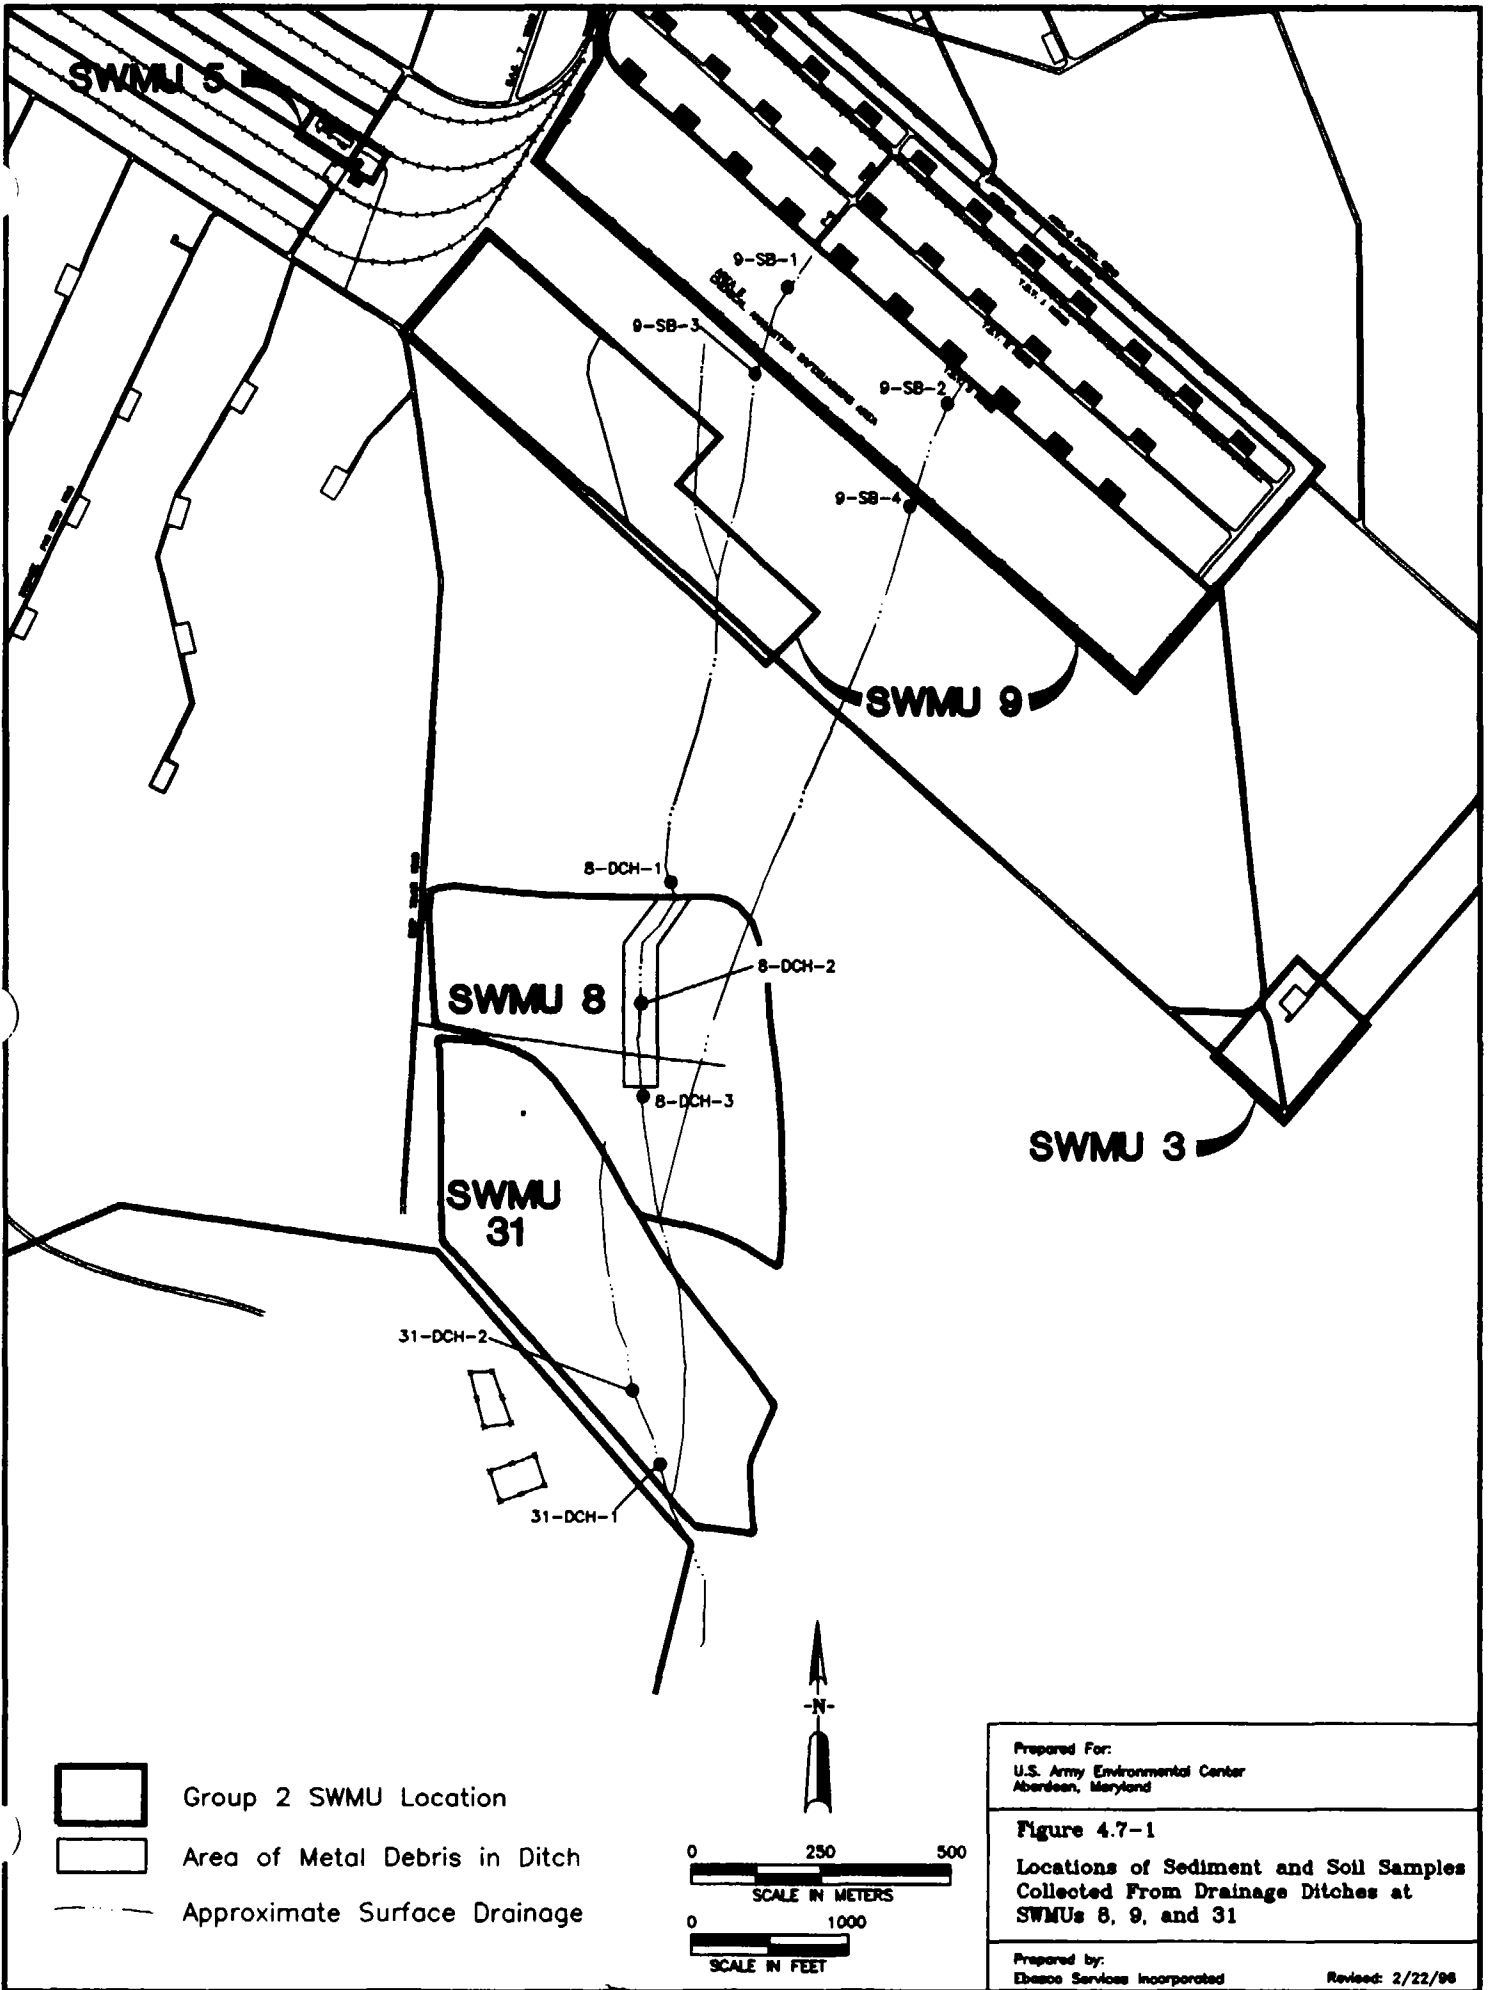 SWMU 5
9-SB-1
9-SB-3
9-SB-2
9-SB-4
SWMU 9
8-DCH-1
8-DCH-2
SWMU 8
8-DCH-3
SWMU 3
SWMU
31
31-DCH-2
31-DCH-1
-N-
Group 2 SWMU Location
Area of Metal Debris in Ditch
Approximate Surface Drainage
0 250 500
SCALE IN METERS
0 1000
SCALE IN FEET
Prepared For:
U.S. Army Environmental Center
Aberdeen, Maryland
Figure 4.7-1
Locations of Sediment and Soil Samples
Collected From Drainage Ditches at
SWMUs 8, 9, and 31
Prepared by:
Ebasco Services Incorporated
Revised: 2/22/96